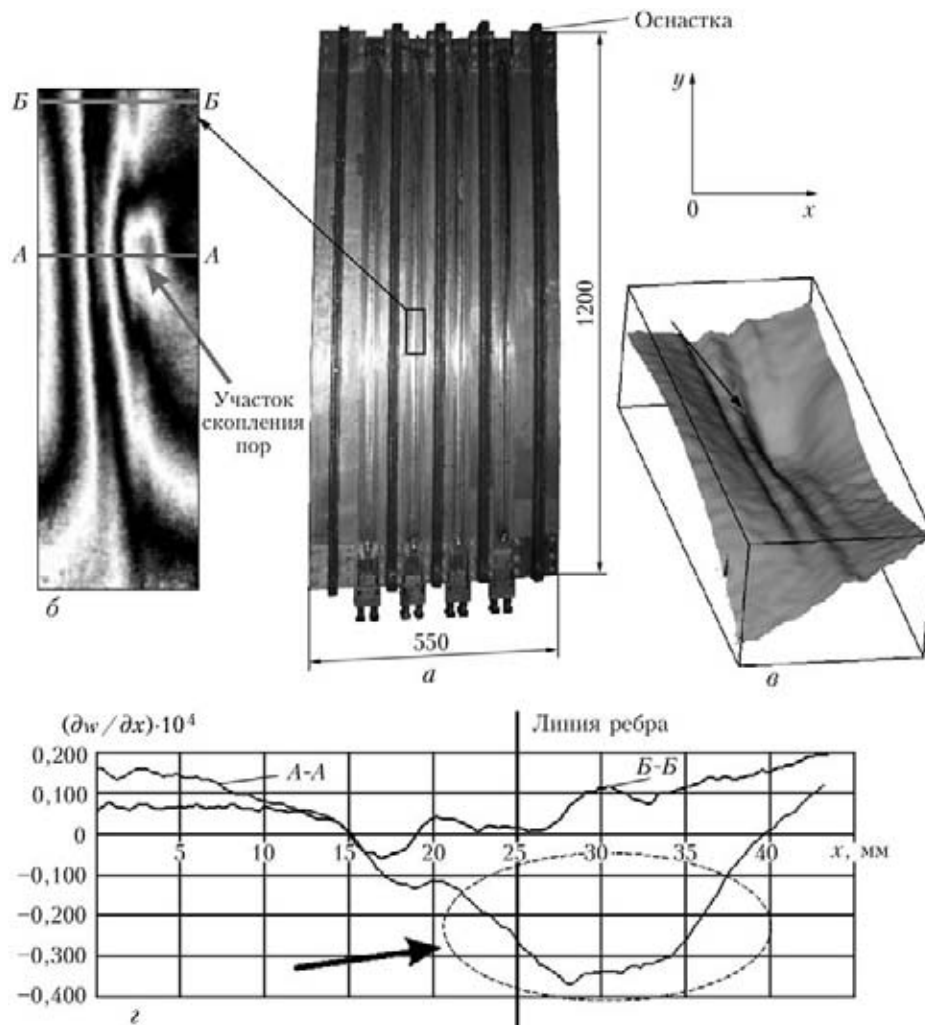 Оснастка
Б Б
А А
Участок
скопления
пор
б
1200
550
а
y
0
x
в
(∂w/∂x)·10⁴
Линия ребра
0,200
0,100
0
−0,100
−0,200
−0,300
−0,400
А-А
Б-Б
5 10 15 20 25 30 35 40 x, мм
г